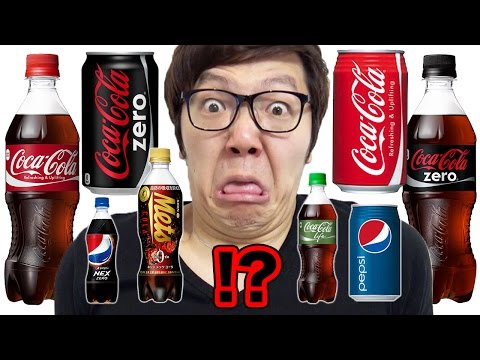 Coca-Cola
Refreshing & Uplifting
Coca-Cola
zero
Coca-Cola
Refreshing & Uplifting
Coca-Cola
zero
pepsi
NEX
ZERO
Mets
COLA
Coca-Cola
Life
pepsi
!?